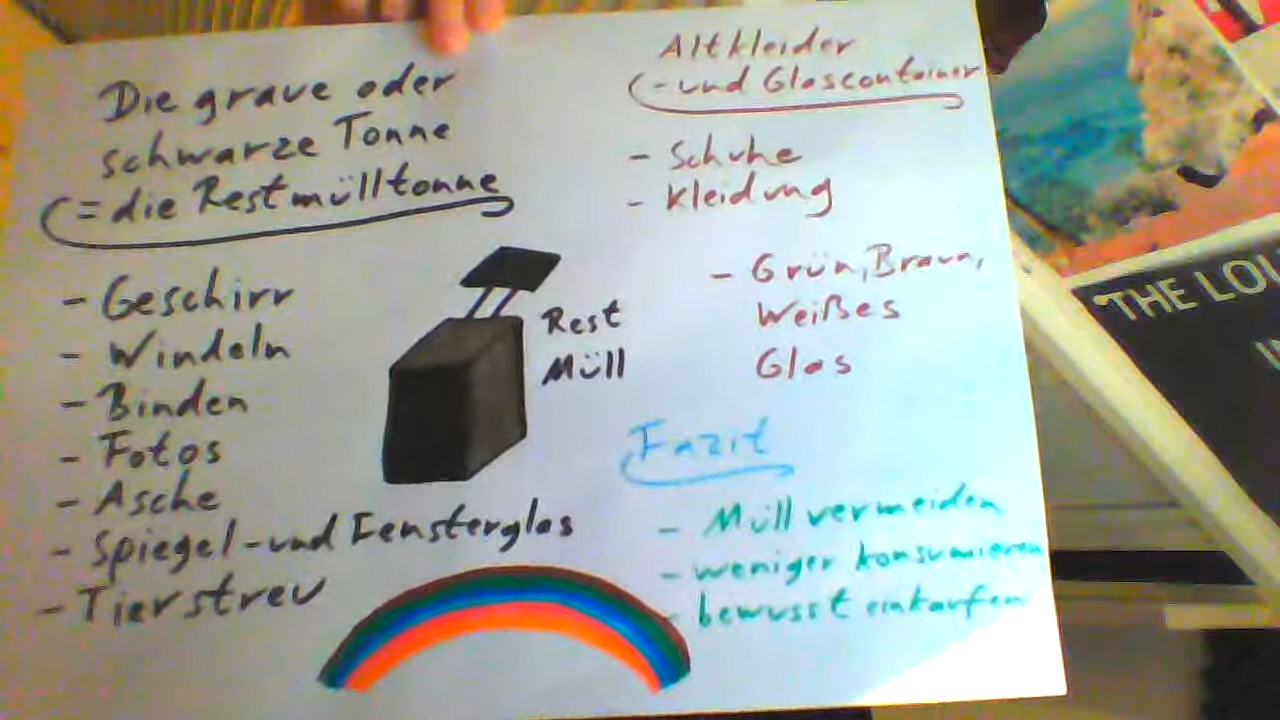 Die graue oder
schwarze Tonne
= die Restmülltonne
- Geschirr
- Windeln
- Binden
- Fotos
- Asche
- Spiegel-und Fensterglas
- Tierstreu
Rest
Müll
Altkleider
- und Glascontainer
- Schuhe
- Kleidung
- Grün, Braun,
Weißes
Glas
Fazit
- Müll vermeiden
- weniger konsumieren
- bewusst einkaufen
THE LOU